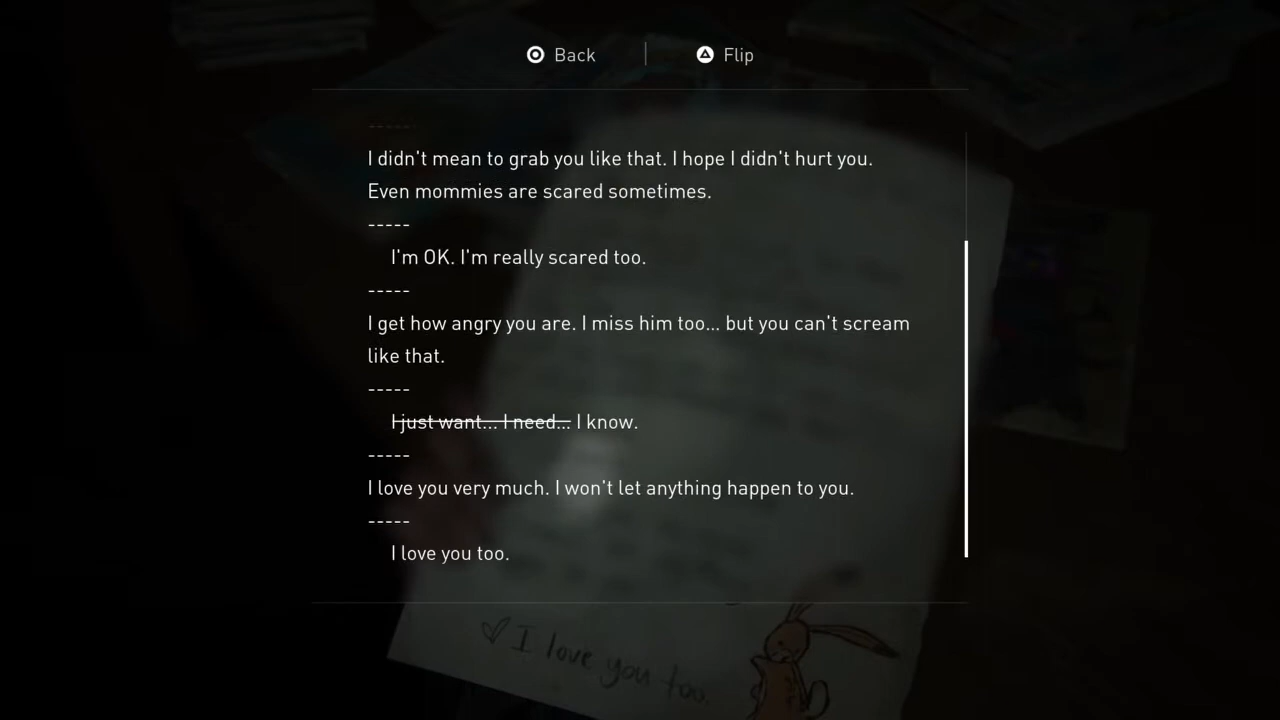 Back
Flip
-----
I didn't mean to grab you like that. I hope I didn't hurt you.
Even mommies are scared sometimes.
-----
I'm OK. I'm really scared too.
-----
I get how angry you are. I miss him too... but you can't scream
like that.
-----
I just want... I need... I know.
-----
I love you very much. I won't let anything happen to you.
-----
I love you too.
I love you too.